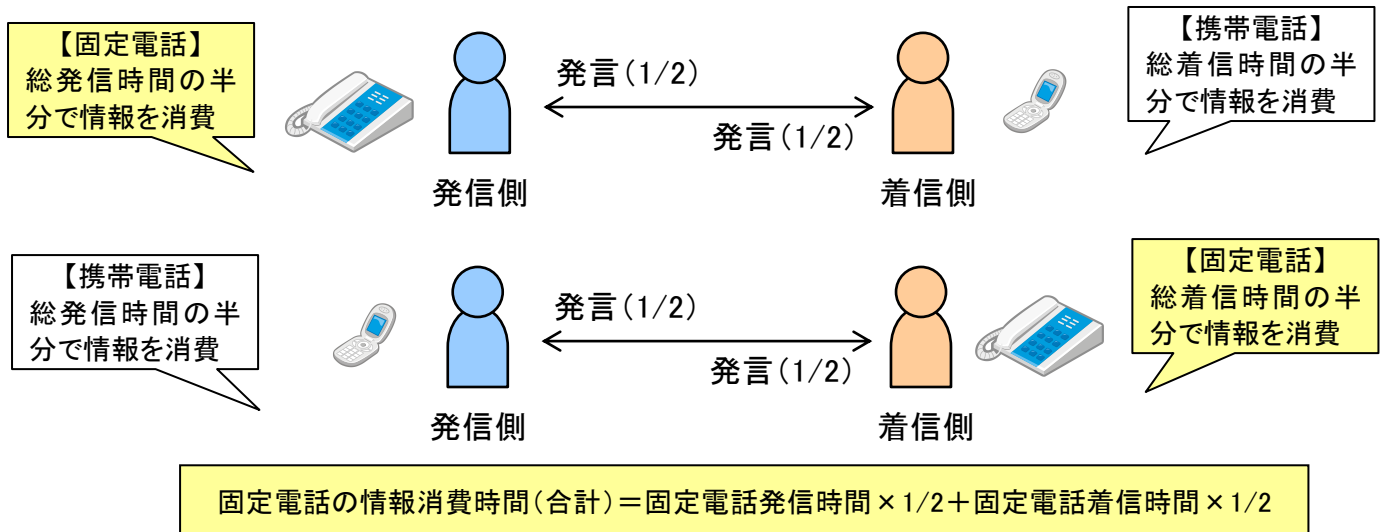 【固定電話】
総発信時間の半
分で情報を消費
発言(1/2)
発言(1/2)
【携帯電話】
総着信時間の半
分で情報を消費
発信側
着信側
【携帯電話】
総発信時間の半
分で情報を消費
発言(1/2)
発言(1/2)
【固定電話】
総着信時間の半
分で情報を消費
発信側
着信側
固定電話の情報消費時間(合計)=固定電話発信時間×1/2+固定電話着信時間×1/2